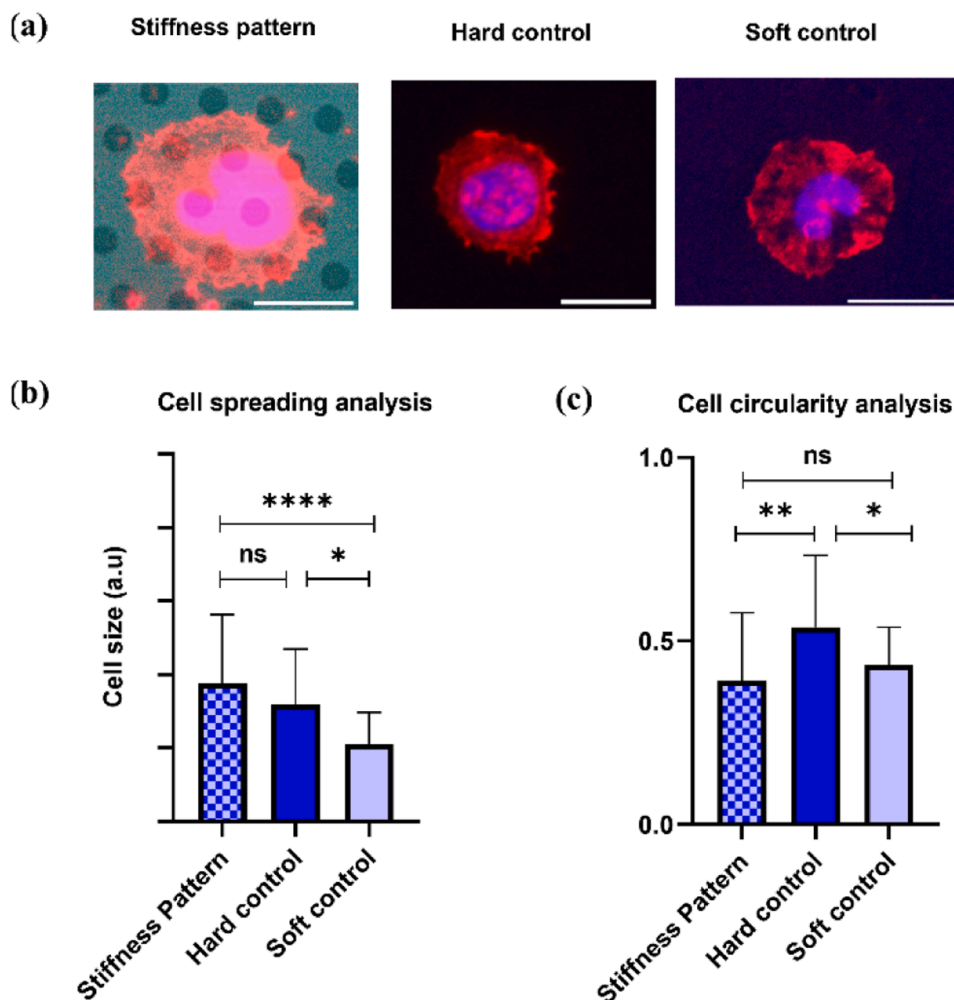 (a)
Stiffness pattern
Hard control
Soft control
(b)
Cell spreading analysis
Cell size (a.u)
****
ns
*
Stiffness Pattern
Hard control
Soft control
(c)
Cell circularity analysis
1.0
0.5
0.0
ns
**
*
Stiffness Pattern
Hard control
Soft control